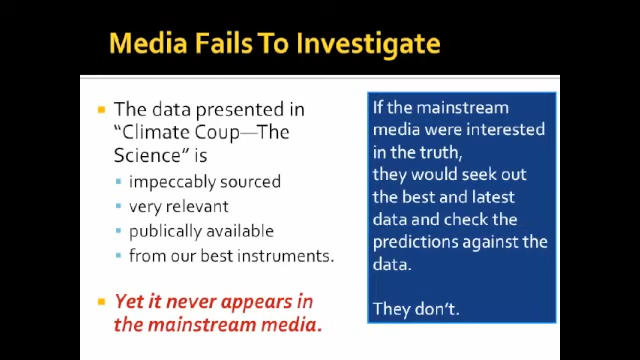 Media Fails To Investigate
The data presented in
“Climate Coup—The
Science” is
impeccably sourced
very relevant
publically available
from our best instruments.
Yet it never appears in
the mainstream media.
If the mainstream
media were interested
in the truth,
they would seek out
the best and latest
data and check the
predictions against the
data.
They don’t.